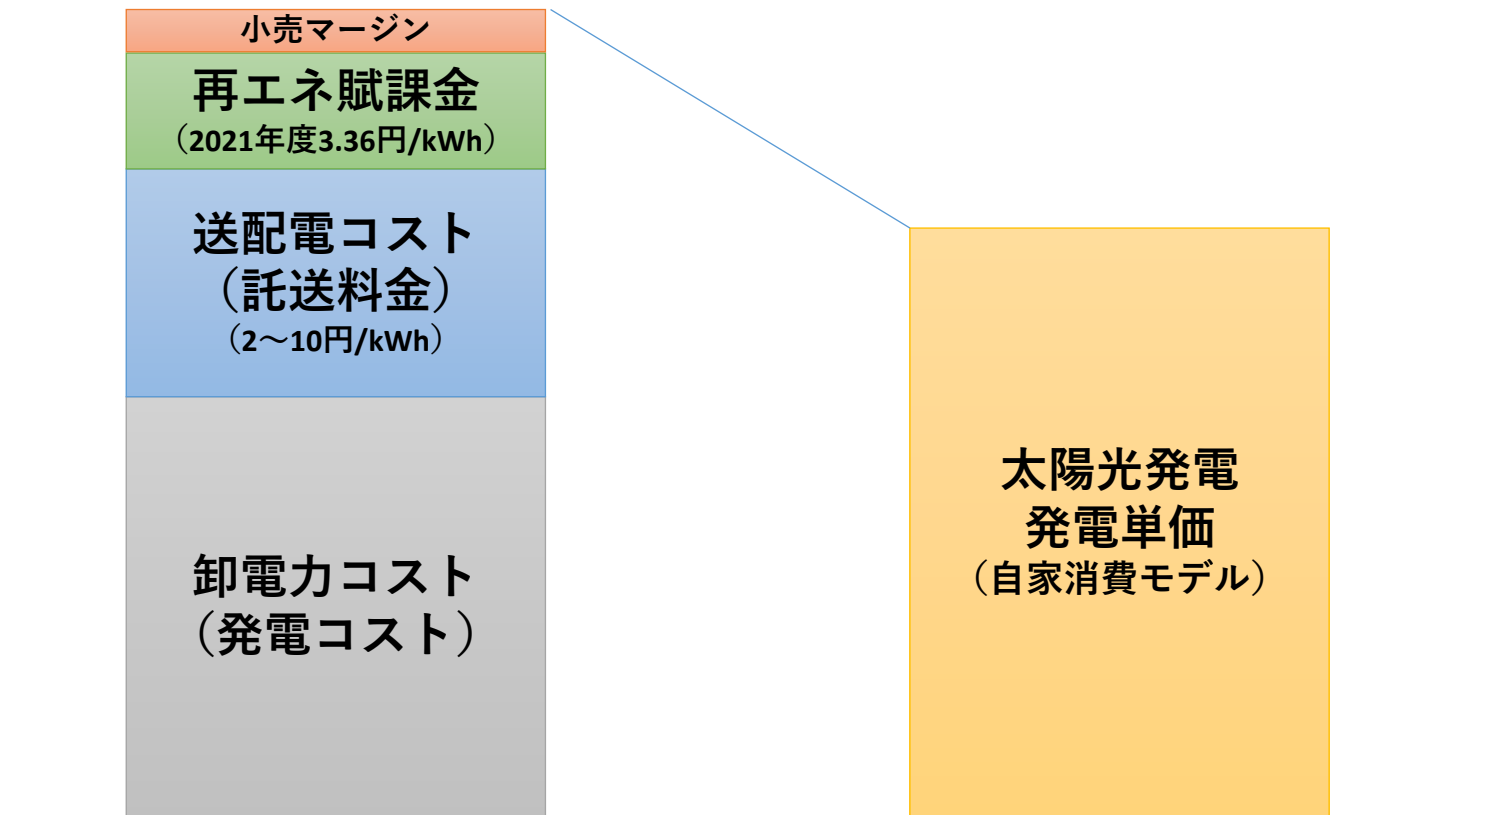 小売マージン
再エネ賦課金
（2021年度3.36円/kWh）
送配電コスト
（託送料金）
（2～10円/kWh）
卸電力コスト
（発電コスト）
太陽光発電
発電単価
（自家消費モデル）